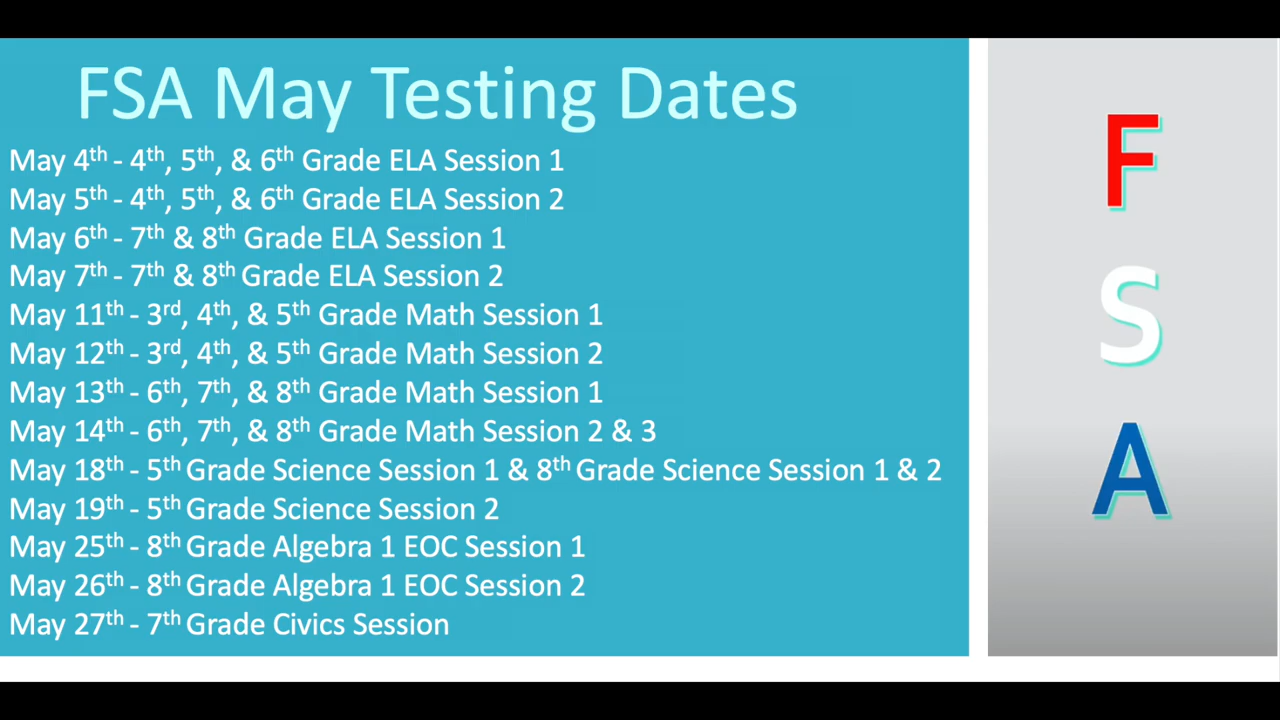 FSA May Testing Dates
May 4th - 4th, 5th, & 6th Grade ELA Session 1
May 5th - 4th, 5th, & 6th Grade ELA Session 2
May 6th - 7th & 8th Grade ELA Session 1
May 7th - 7th & 8th Grade ELA Session 2
May 11th - 3rd, 4th, & 5th Grade Math Session 1
May 12th - 3rd, 4th, & 5th Grade Math Session 2
May 13th - 6th, 7th, & 8th Grade Math Session 1
May 14th - 6th, 7th, & 8th Grade Math Session 2 & 3
May 18th - 5th Grade Science Session 1 & 8th Grade Science Session 1 & 2
May 19th - 5th Grade Science Session 2
May 25th - 8th Grade Algebra 1 EOC Session 1
May 26th - 8th Grade Algebra 1 EOC Session 2
May 27th - 7th Grade Civics Session
F
S
A